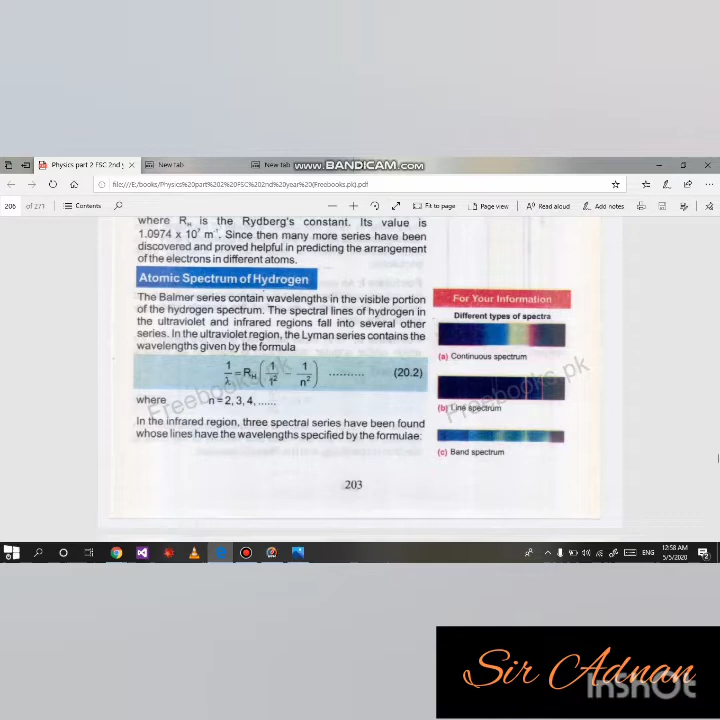 Physics part 2 FSC 2nd y
New tab
New tab
www.BANDICAM.com
file:///E:/books/Physics%20part%202%20FSC%202nd%20year%20(Freebooks.pk).pdf
206 of 271
Contents
Fit to page
Page view
Read aloud
Add notes
where R_H is the Rydberg's constant. Its value is
1.0974 x 10⁷ m⁻¹. Since then many more series have been
discovered and proved helpful in predicting the arrangement
of the electrons in different atoms.
Atomic Spectrum of Hydrogen
The Balmer series contain wavelengths in the visible portion
of the hydrogen spectrum. The spectral lines of hydrogen in
the ultraviolet and infrared regions fall into several other
series. In the ultraviolet region, the Lyman series contains the
wavelengths given by the formula
1/λ = R_H (1/1² - 1/n²) .......... (20.2)
where n = 2, 3, 4, ......
In the infrared region, three spectral series have been found
whose lines have the wavelengths specified by the formulae:
For Your Information
Different types of spectra
(a) Continuous spectrum
(b) Line spectrum
(c) Band spectrum
Freebooks.pk
Freebooks.pk
203
ENG
12:58 AM
5/5/2020
2
Sir Adnan
InShOt